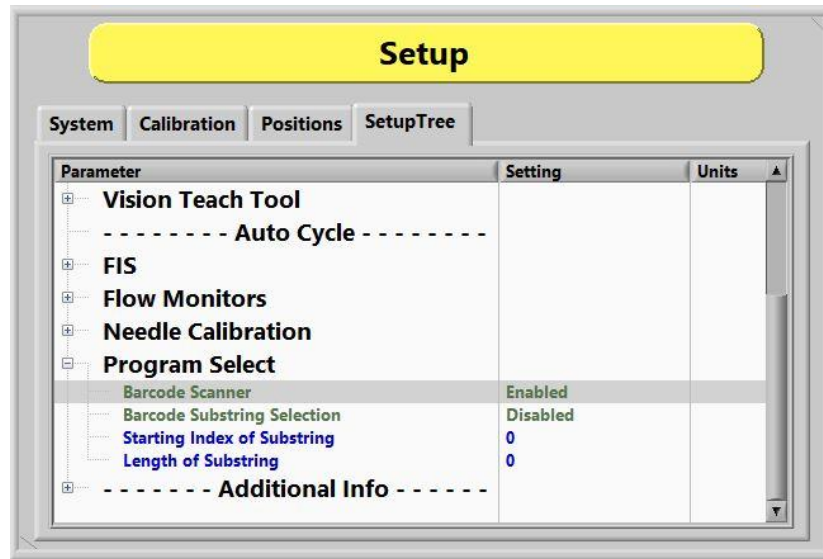 Setup
System Calibration Positions SetupTree
Parameter Setting Units
Vision Teach Tool
- - - - - - - - Auto Cycle - - - - - - - -
FIS
Flow Monitors
Needle Calibration
Program Select
Barcode Scanner Enabled
Barcode Substring Selection Disabled
Starting Index of Substring 0
Length of Substring 0
- - - - - - - Additional Info - - - - - -